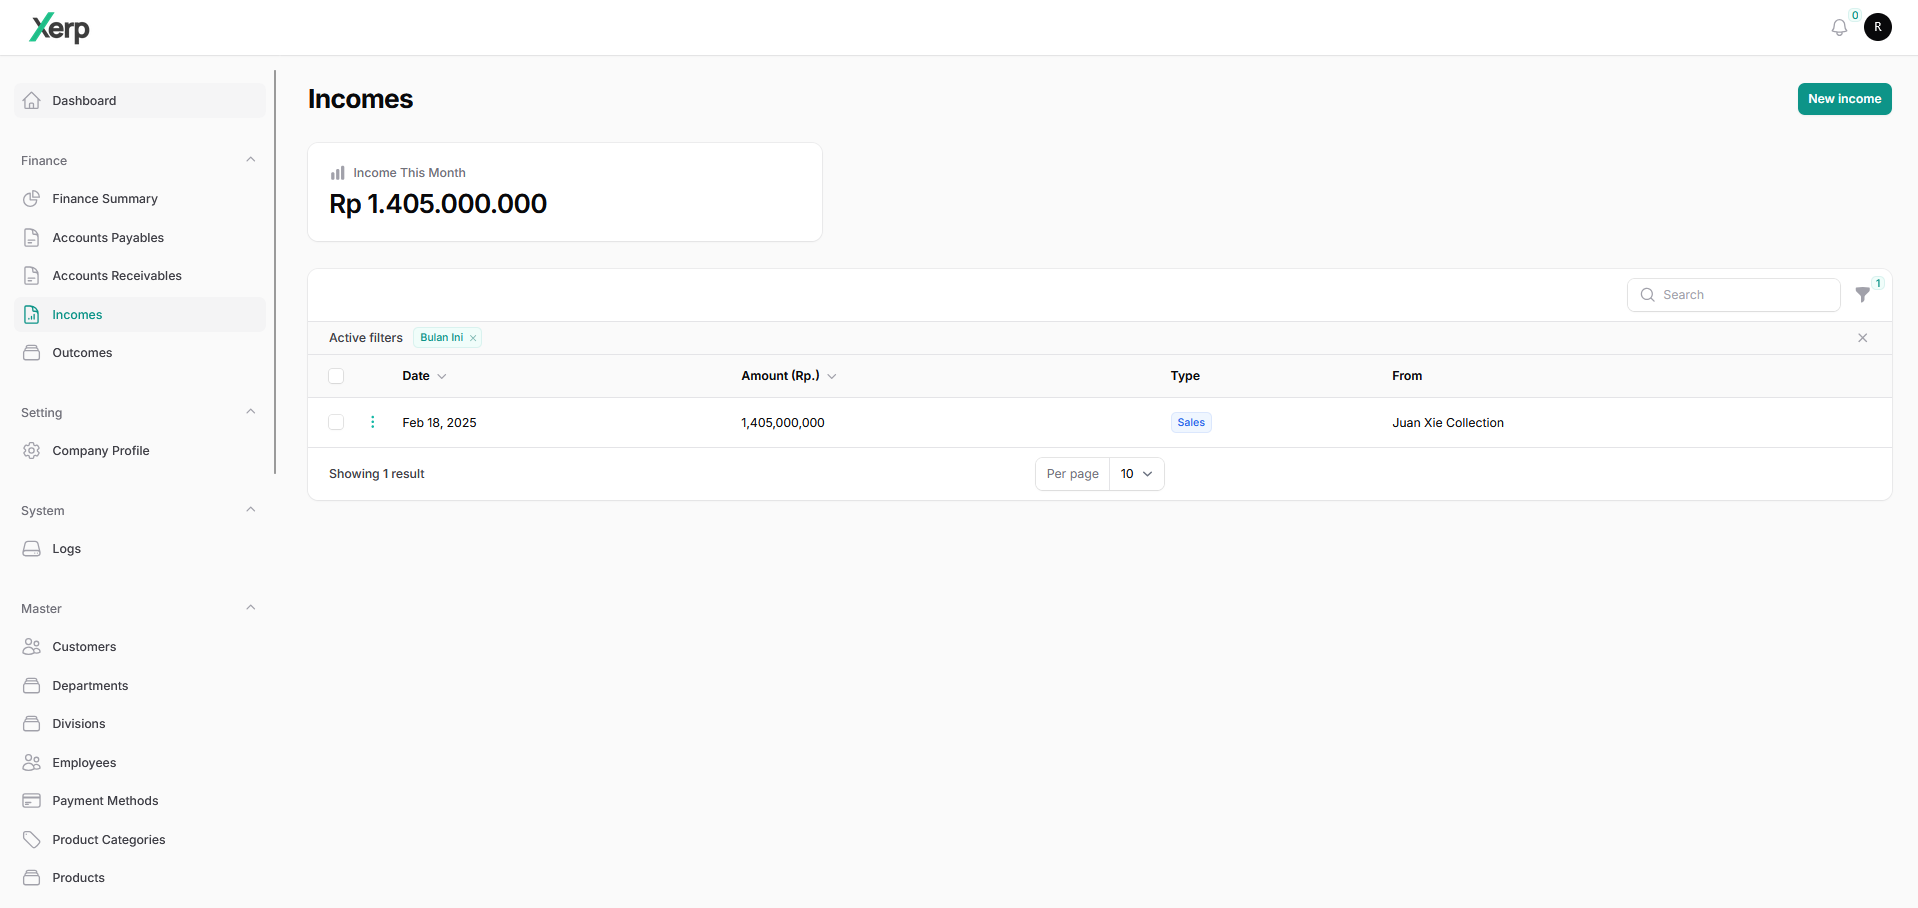 Xerp
0
R
Dashboard
Finance
Finance Summary
Accounts Payables
Accounts Receivables
Incomes
Outcomes
Setting
Company Profile
System
Logs
Master
Customers
Departments
Divisions
Employees
Payment Methods
Product Categories
Products
Incomes
New income
Income This Month
Rp 1.405.000.000
Search
1
Active filters Bulan Ini
Date Amount (Rp.) Type From
Feb 18, 2025 1,405,000,000 Sales Juan Xie Collection
Showing 1 result Per page 10